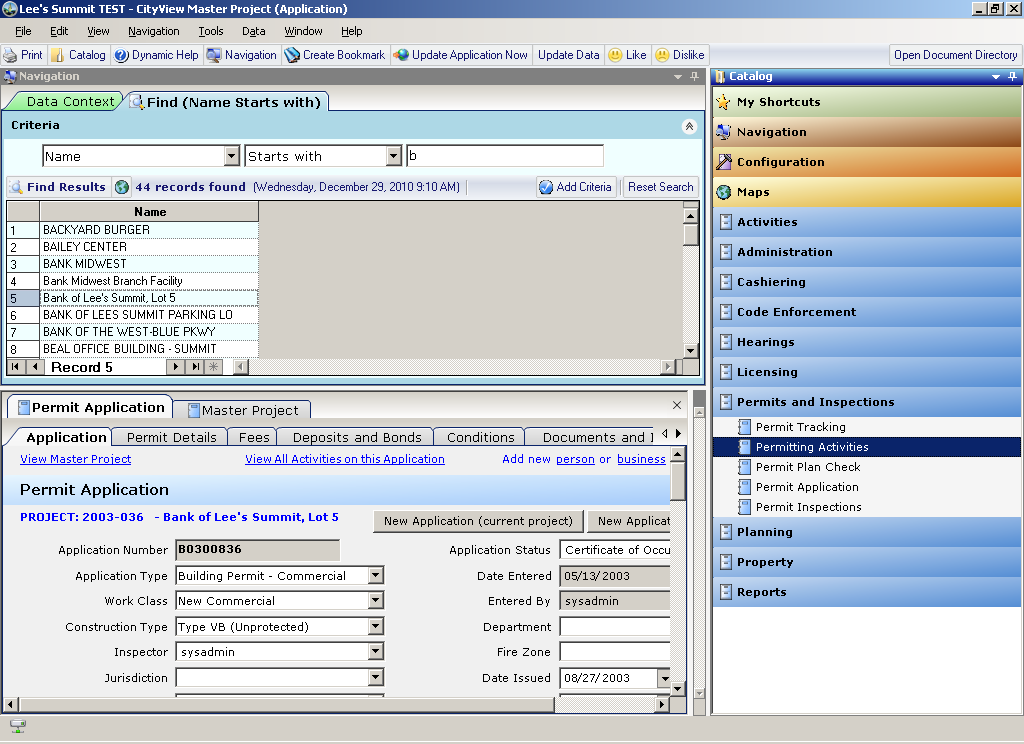 Lee's Summit TEST - CityView Master Project (Application)
File Edit View Navigation Tools Data Window Help
Print Catalog Dynamic Help Navigation Create Bookmark Update Application Now Update Data Like Dislike Open Document Directory
Navigation
Data Context Find (Name Starts with)
Criteria
Name Starts with b
Find Results 44 records found (Wednesday, December 29, 2010 9:10 AM) Add Criteria Reset Search
Name
1 BACKYARD BURGER
2 BAILEY CENTER
3 BANK MIDWEST
4 Bank Midwest Branch Facility
5 Bank of Lee's Summit, Lot 5
6 BANK OF LEES SUMMIT PARKING LO
7 BANK OF THE WEST-BLUE PKWY
8 BEAL OFFICE BUILDING - SUMMIT
Record 5
Permit Application Master Project
Application Permit Details Fees Deposits and Bonds Conditions Documents and I
View Master Project View All Activities on this Application Add new person or business
Permit Application
PROJECT: 2003-036 - Bank of Lee's Summit, Lot 5 New Application (current project) New Applicat
Application Number B0300836 Application Status Certificate of Occu
Application Type Building Permit - Commercial Date Entered 05/13/2003
Work Class New Commercial Entered By sysadmin
Construction Type Type VB (Unprotected) Department
Inspector sysadmin Fire Zone
Jurisdiction Date Issued 08/27/2003
Catalog
My Shortcuts
Navigation
Configuration
Maps
Activities
Administration
Cashiering
Code Enforcement
Hearings
Licensing
Permits and Inspections
Permit Tracking
Permitting Activities
Permit Plan Check
Permit Application
Permit Inspections
Planning
Property
Reports